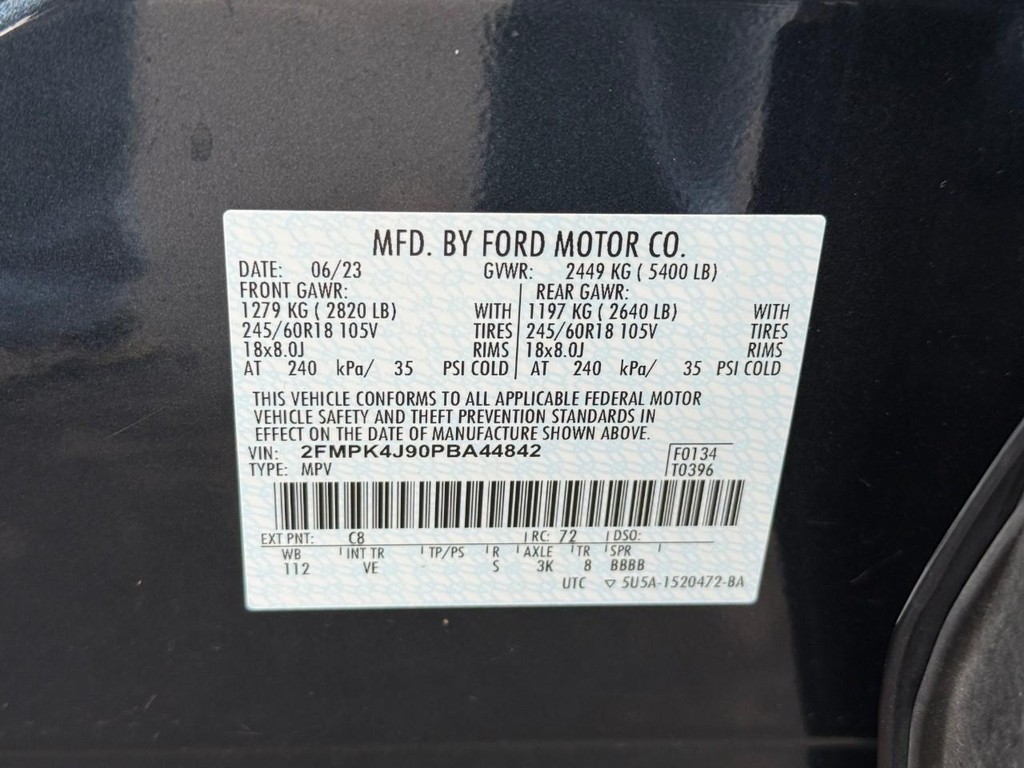 MFD. BY FORD MOTOR CO.
DATE: 06/23 GVWR: 2449 KG ( 5400 LB)
FRONT GAWR: REAR GAWR:
1279 KG ( 2820 LB) WITH 1197 KG ( 2640 LB) WITH
245/60R18 105V TIRES 245/60R18 105V TIRES
18x8.0J RIMS 18x8.0J RIMS
AT 240 kPa/ 35 PSI COLD AT 240 kPa/ 35 PSI COLD
THIS VEHICLE CONFORMS TO ALL APPLICABLE FEDERAL MOTOR
VEHICLE SAFETY AND THEFT PREVENTION STANDARDS IN
EFFECT ON THE DATE OF MANUFACTURE SHOWN ABOVE.
VIN: 2FMPK4J90PBA44842 F0134
TYPE: MPV T0396
EXT PNT: C8 RC: 72 DSO:
WB INT TR TP/PS R AXLE TR SPR
112 VE S 3K 8 BBBB
UTC ▽ 5U5A-1520472-BA